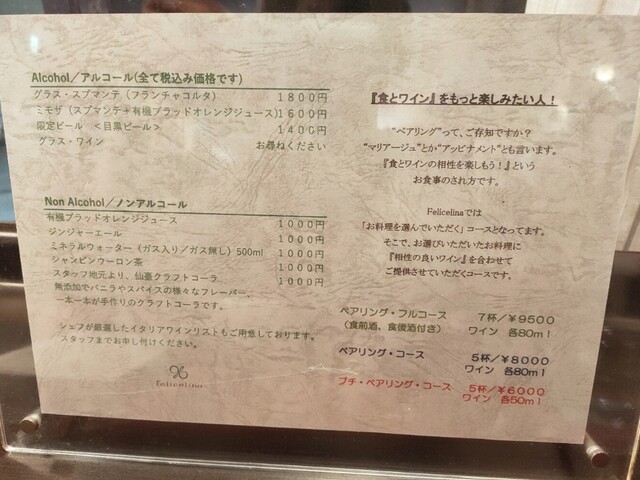 Alcohol／アルコール(全て税込み価格です)
グラス・スプマンテ（フランチャコルタ） 1800円
ミモザ（スプマンテ＋有機ブラッドオレンジジュース)1600円
限定ビール ＜目黒ビール＞ 1400円
グラス・ワイン お尋ねください
Non Alcohol／ノンアルコール
有機ブラッドオレンジジュース 1000円
ジンジャーエール 1000円
ミネラルウォーター（ガス入り／ガス無し）500ml 1000円
シャンピンウーロン茶 1000円
スタッフ地元より、仙臺クラフトコーラ 1000円
無添加でバニラやスパイスの様々なフレーバー、
一本一本が手作りのクラフトコーラです。
シェフが厳選したイタリアワインリストもご用意しております。
スタッフまでお申し付けください。
Felicelina
『食とワイン』をもっと楽しみたい人！
“ペアリング”って、ご存知ですか？
“マリアージュ”とか“アッビナメント”とも言います。
『食とワインの相性を楽しもう！』という
お食事のされ方です。
Felicelinaでは
「お料理を選んでいただく」コースとなってます。
そこで、お選びいただいたお料理に
『相性の良いワイン』を合わせて
ご提供させていただくコースです。
ペアリング・フルコース 7杯／￥9500
（食前酒、食後酒付き） ワイン 各80ml
ペアリング・コース 5杯／￥8000
ワイン 各80ml
プチ・ペアリング・コース 5杯／￥6000
ワイン 各50ml